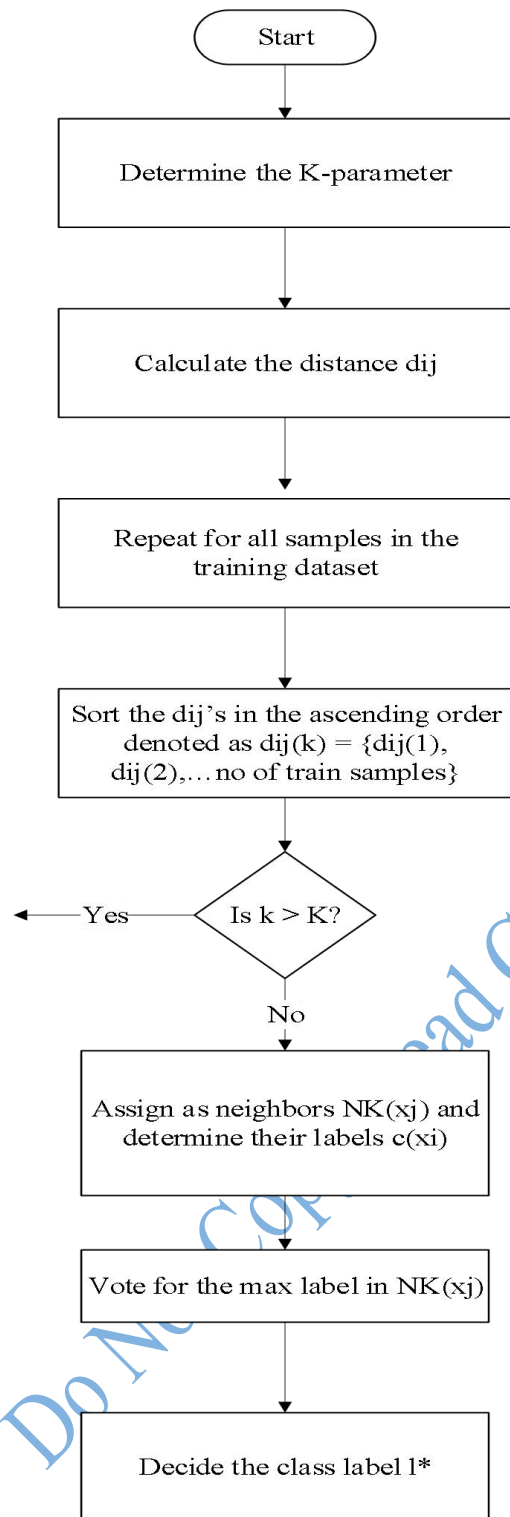 Start
Determine the K-parameter
Calculate the distance dij
Repeat for all samples in the
training dataset
Sort the dij's in the ascending order
denoted as dij(k) = {dij(1),
dij(2),...no of train samples}
Yes
Is k > K?
No
Assign as neighbors NK(xj) and
determine their labels c(xi)
Vote for the max label in NK(xj)
Decide the class label l*
Do